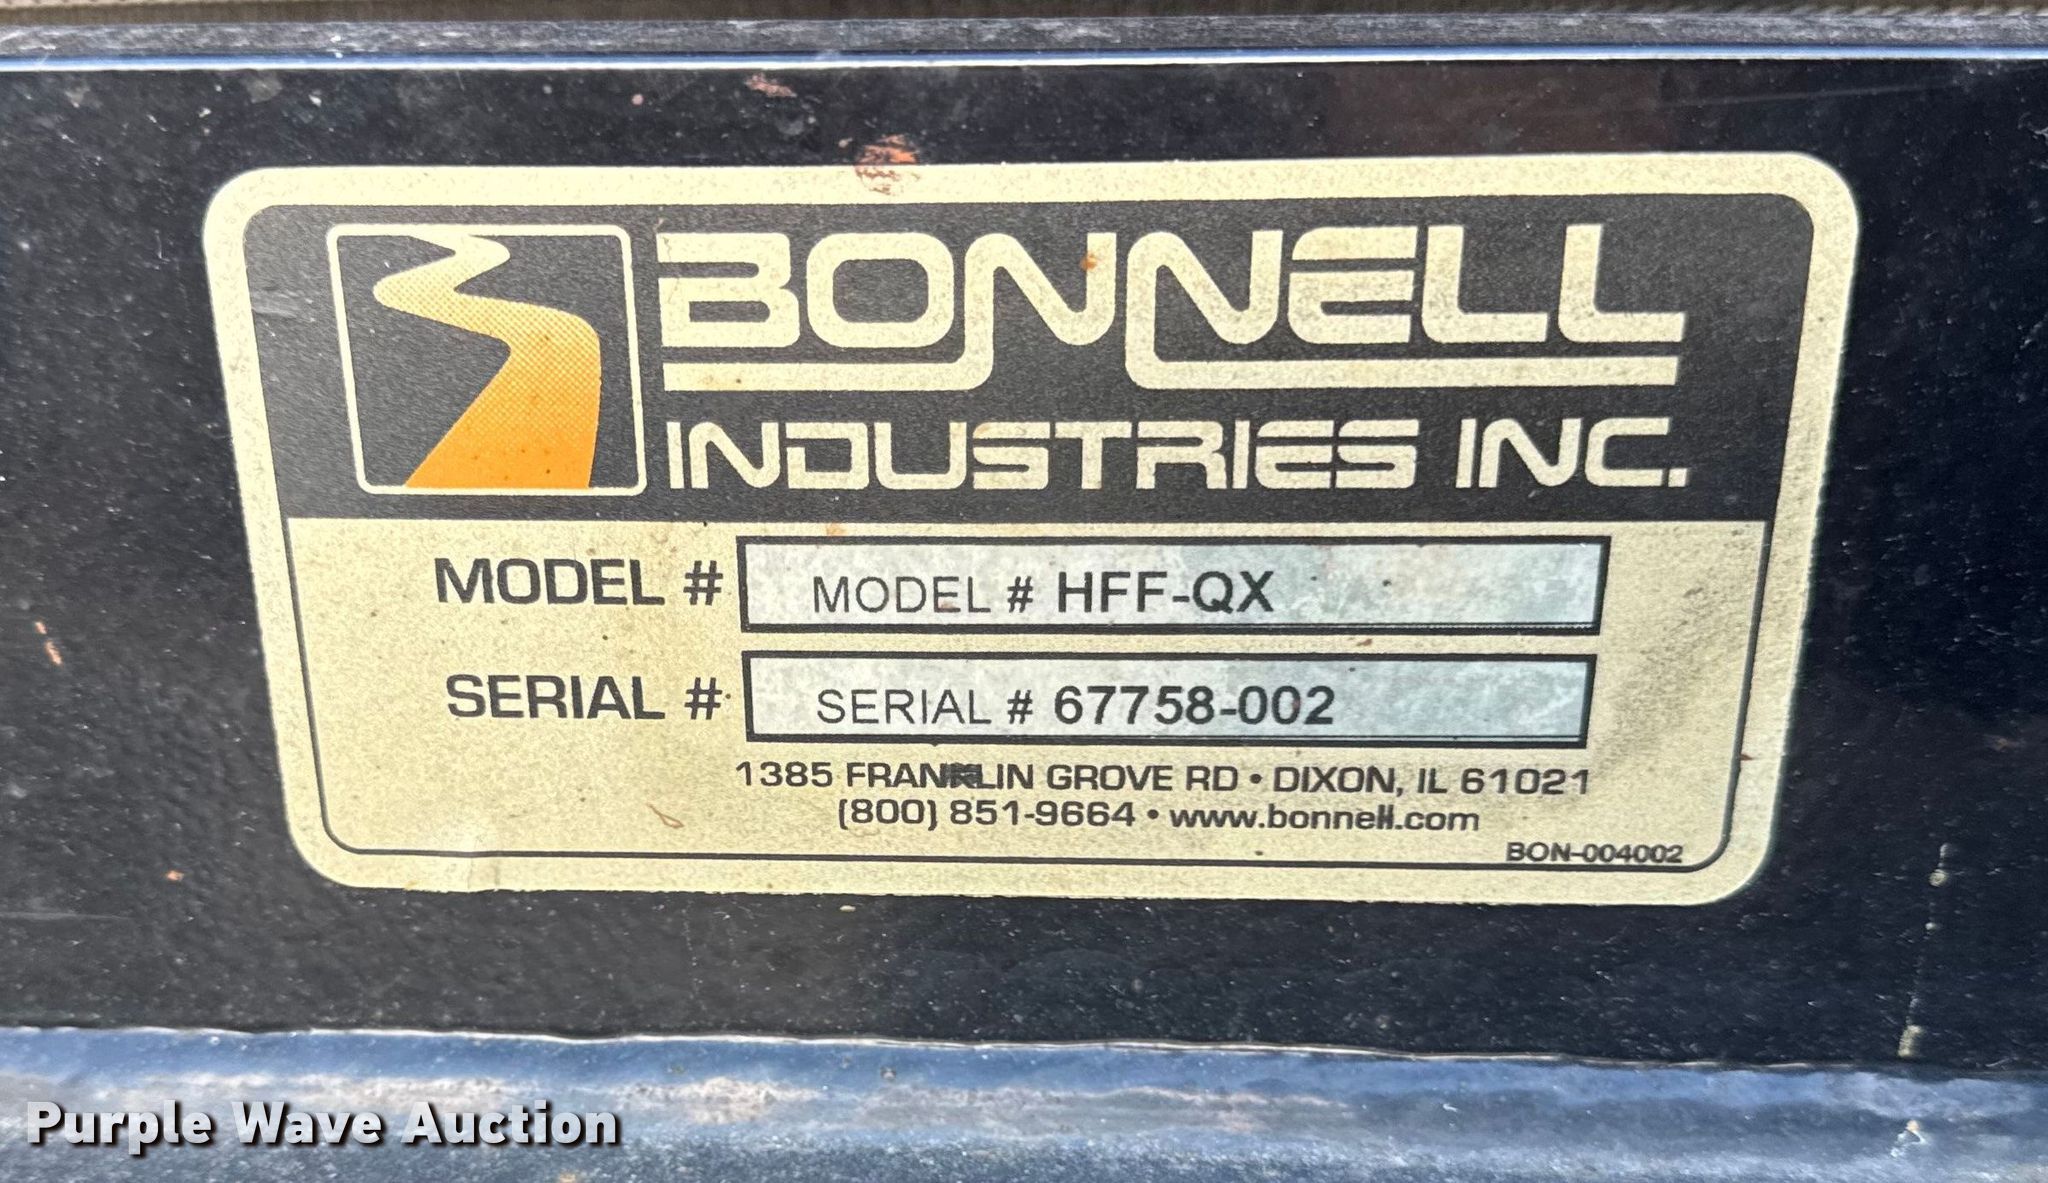 BONNELL
INDUSTRIES INC.
MODEL # MODEL # HFF-QX
SERIAL # SERIAL # 67758-002
1385 FRANKLIN GROVE RD • DIXON, IL 61021
(800) 851-9664 • www.bonnell.com
BON-004002
Purple Wave Auction